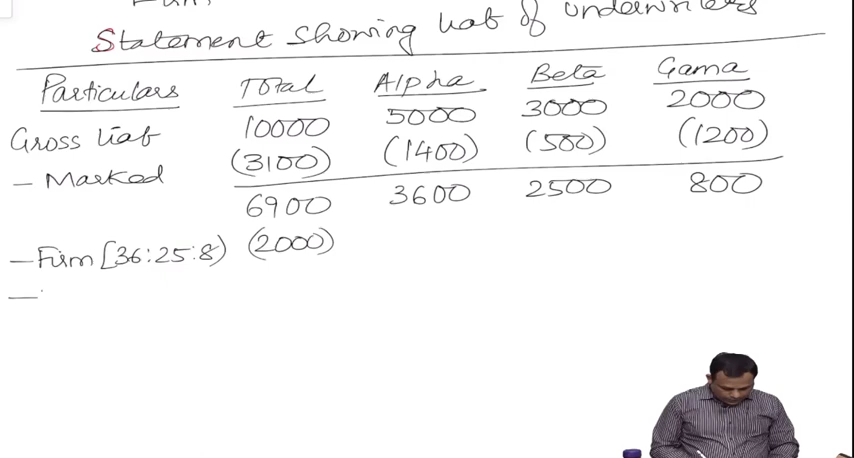 Statement showing liab of underwriters
Particulars Total Alpha Beta Gama
Gross liab 10000 5000 3000 2000
- Marked (3100) (1400) (500) (1200)
6900 3600 2500 800
- Firm [36:25:8) (2000)
-